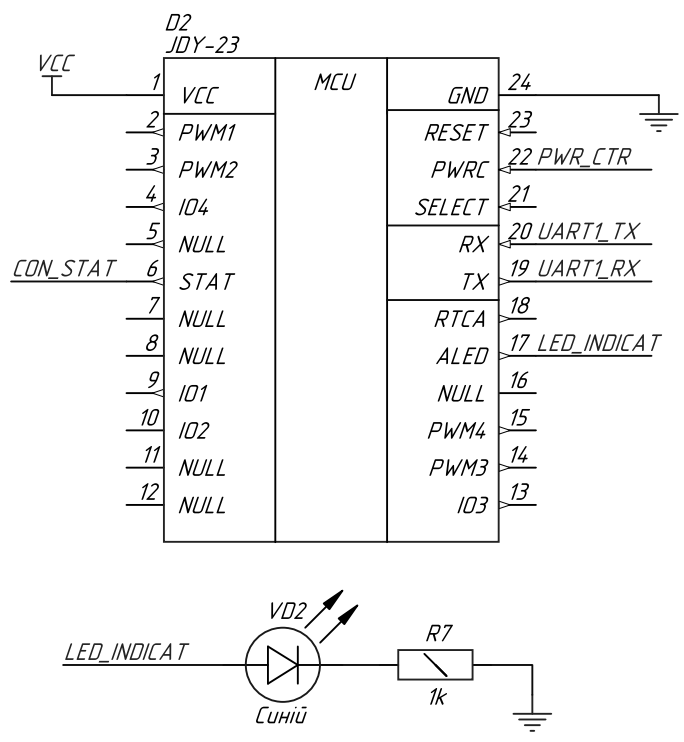 D2
JDY-23
VCC
MCU
1 VCC
2 PWM1
3 PWM2
4 IO4
5 NULL
CON_STAT 6 STAT
7 NULL
8 NULL
9 IO1
10 IO2
11 NULL
12 NULL
GND 24
RESET 23
PWRC 22 PWR_CTR
SELECT 21
RX 20 UART1_TX
TX 19 UART1_RX
RTCA 18
ALED 17 LED_INDICAT
NULL 16
PWM4 15
PWM3 14
IO3 13
LED_INDICAT
VD2
Синій
R7
1k